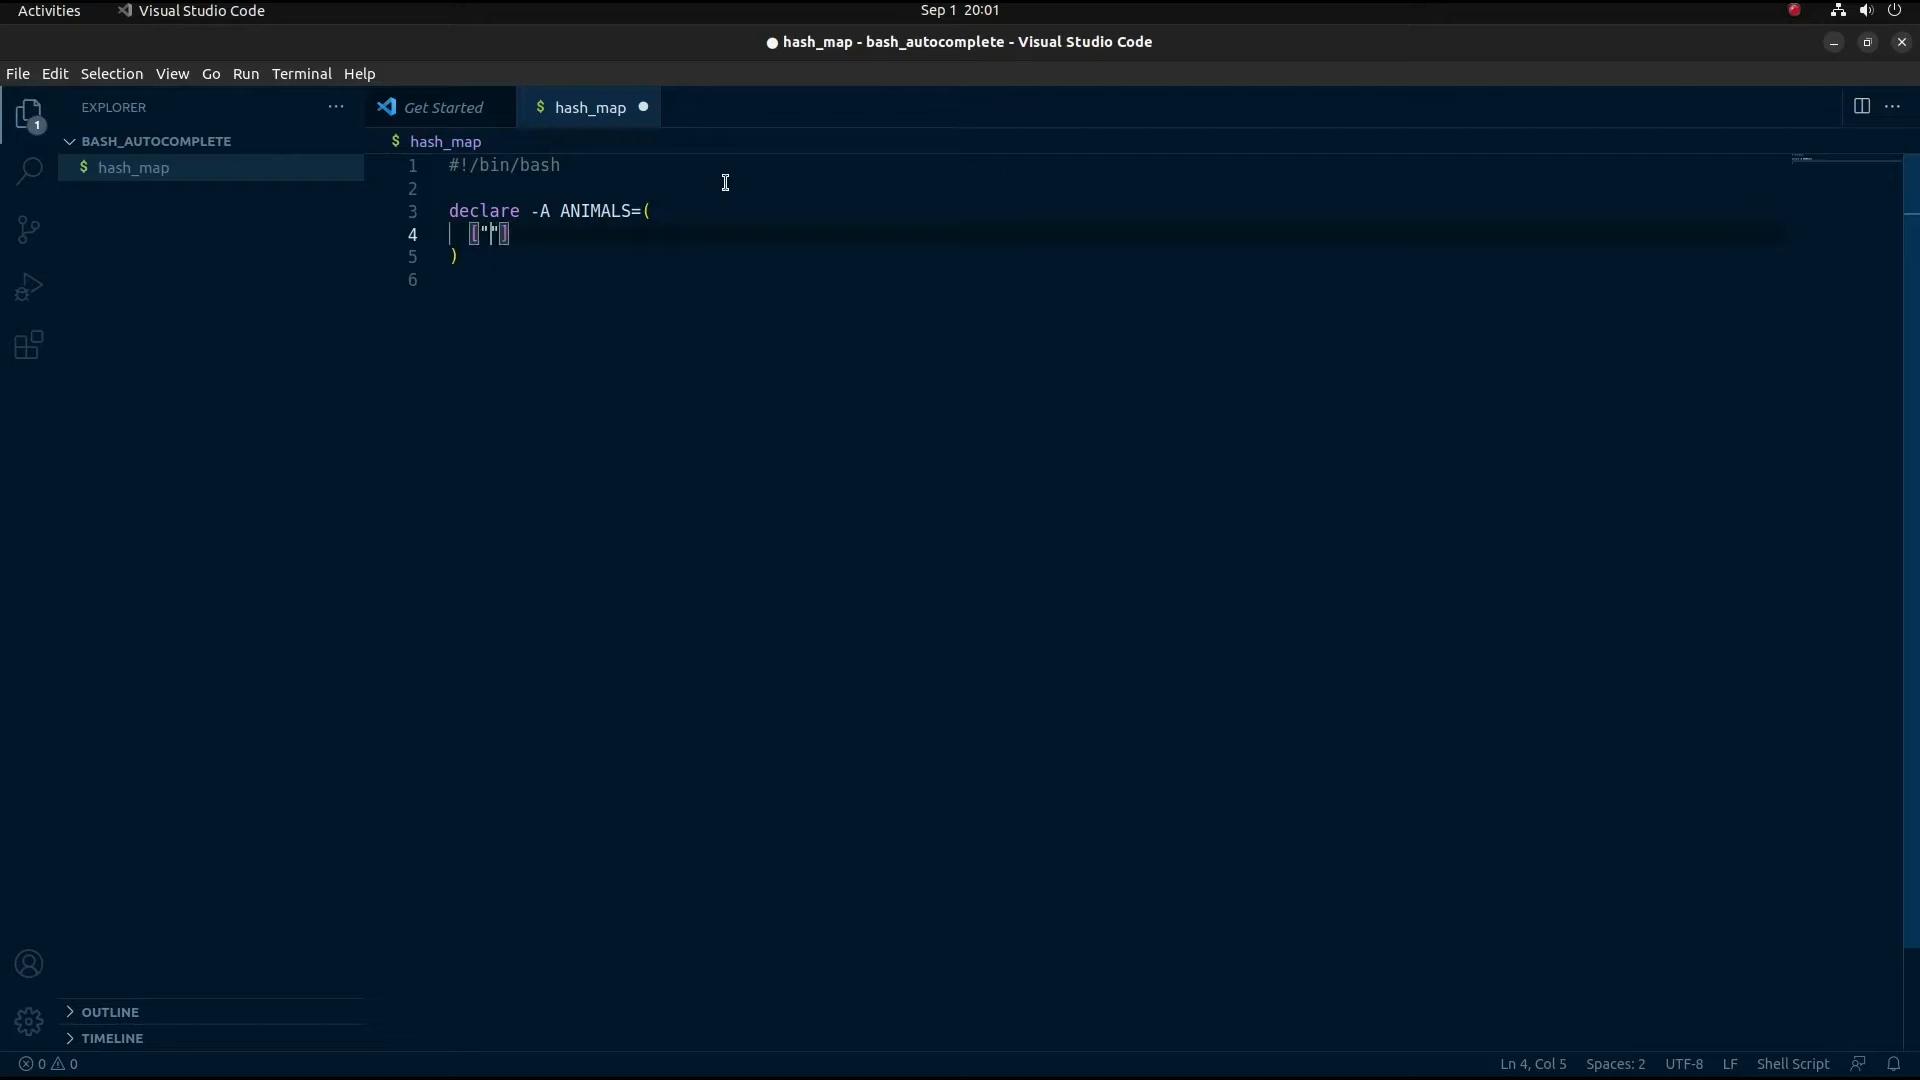 Activities Visual Studio Code Sep 1 20:01
● hash_map - bash_autocomplete - Visual Studio Code
File Edit Selection View Go Run Terminal Help
EXPLORER ··· Get Started $ hash_map ● ···
BASH_AUTOCOMPLETE $ hash_map
$ hash_map
1
1 #!/bin/bash
2
3 declare -A ANIMALS=(
4 [""]
5 )
6
OUTLINE
TIMELINE
0 0 Ln 4, Col 5 Spaces: 2 UTF-8 LF Shell Script